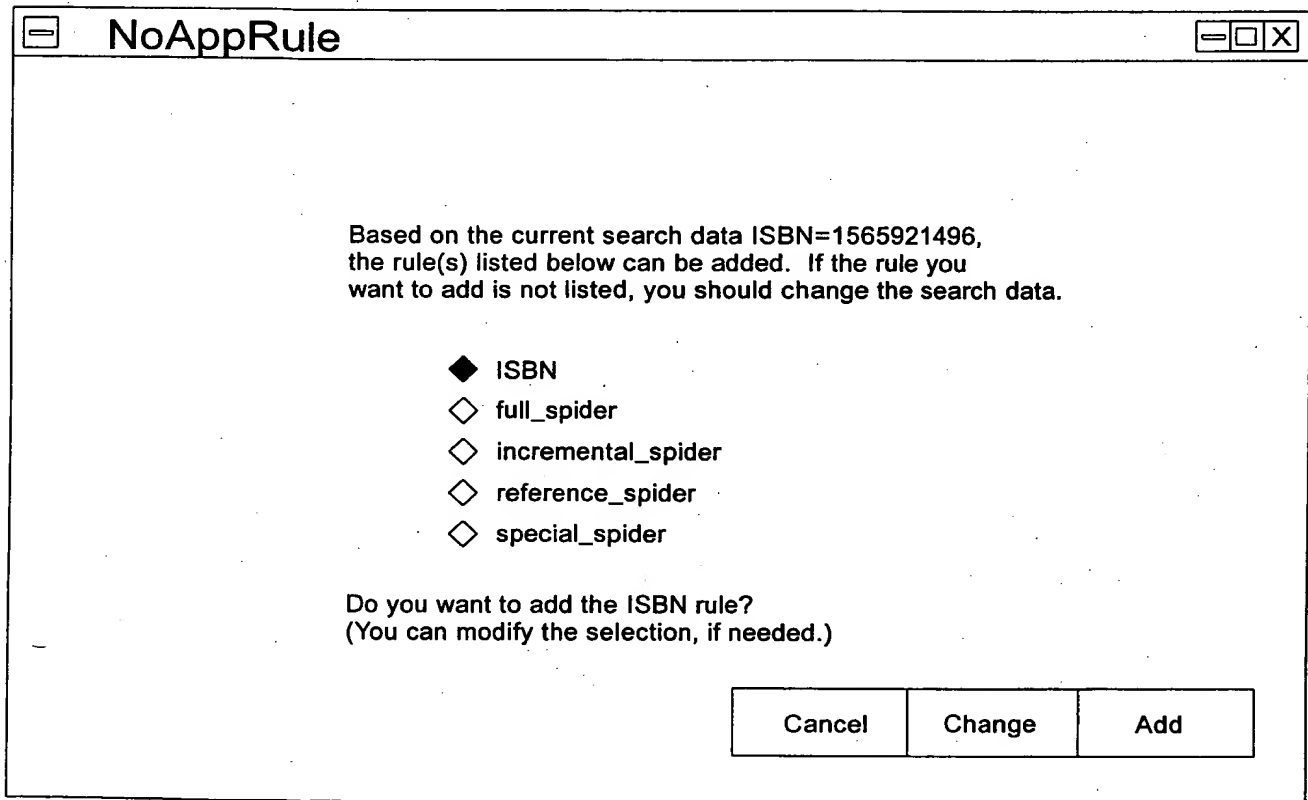 NoAppRule
Based on the current search data ISBN=1565921496,
the rule(s) listed below can be added. If the rule you
want to add is not listed, you should change the search data.
ISBN
full_spider
incremental_spider
reference_spider
special_spider
Do you want to add the ISBN rule?
(You can modify the selection, if needed.)
Cancel
Change
Add